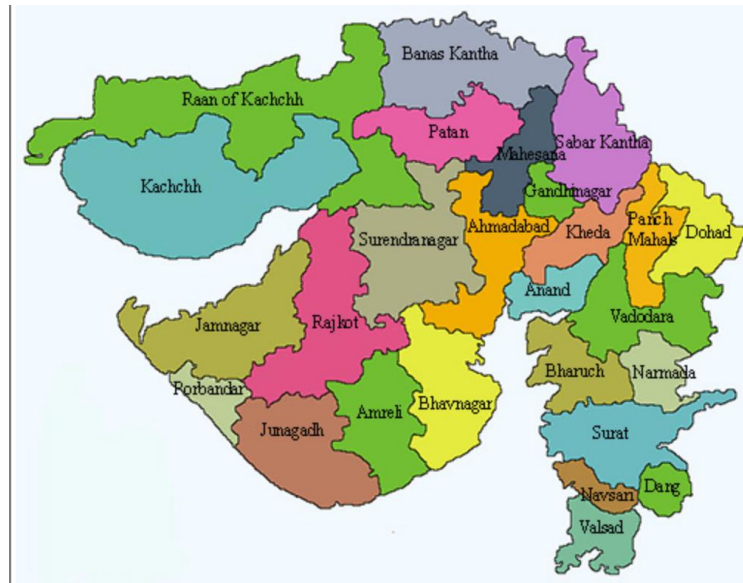 Banas Kantha
Raan of Kachchh
Patan
Sabar Kantha
Mahesana
Kachchh
Gandhinagar
Ahmadabad
Kheda
Panch
Mahals
Dohad
Surendranagar
Anand
Vadodara
Jamnagar
Rajkot
Bharuch
Narmada
Porbandar
Amreli
Bhavnagar
Junagadh
Surat
Navsari
Dang
Valsad